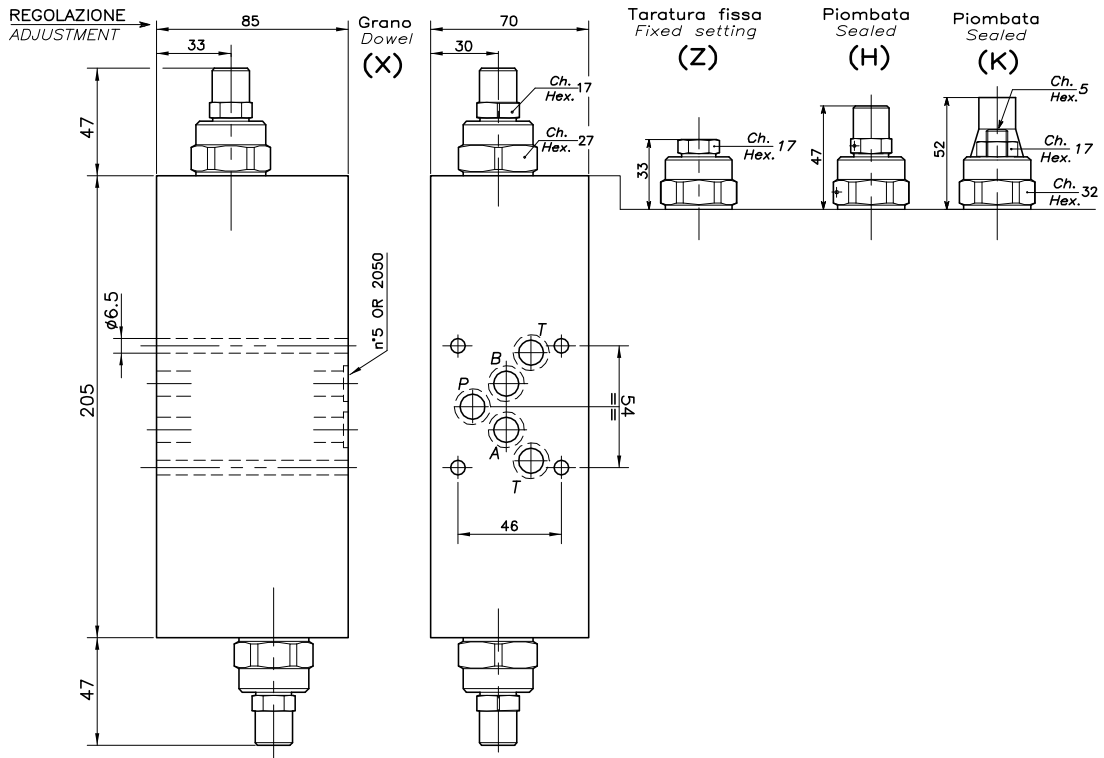 REGOLAZIONE
ADJUSTMENT
85
33
Grano
Dowel
(X)
70
30
Taratura fissa
Fixed setting
(Z)
Piombata
Sealed
(H)
Piombata
Sealed
(K)
47
Ch.
Hex. 17
Ch.
Hex. 27
33
Ch.
Hex. 17
47
52
Ch.
Hex. 5
Ch.
Hex. 17
Ch.
Hex. 32
ø6.5
n°5 OR 2050
205
T
B
P
A
T
54
==
46
47